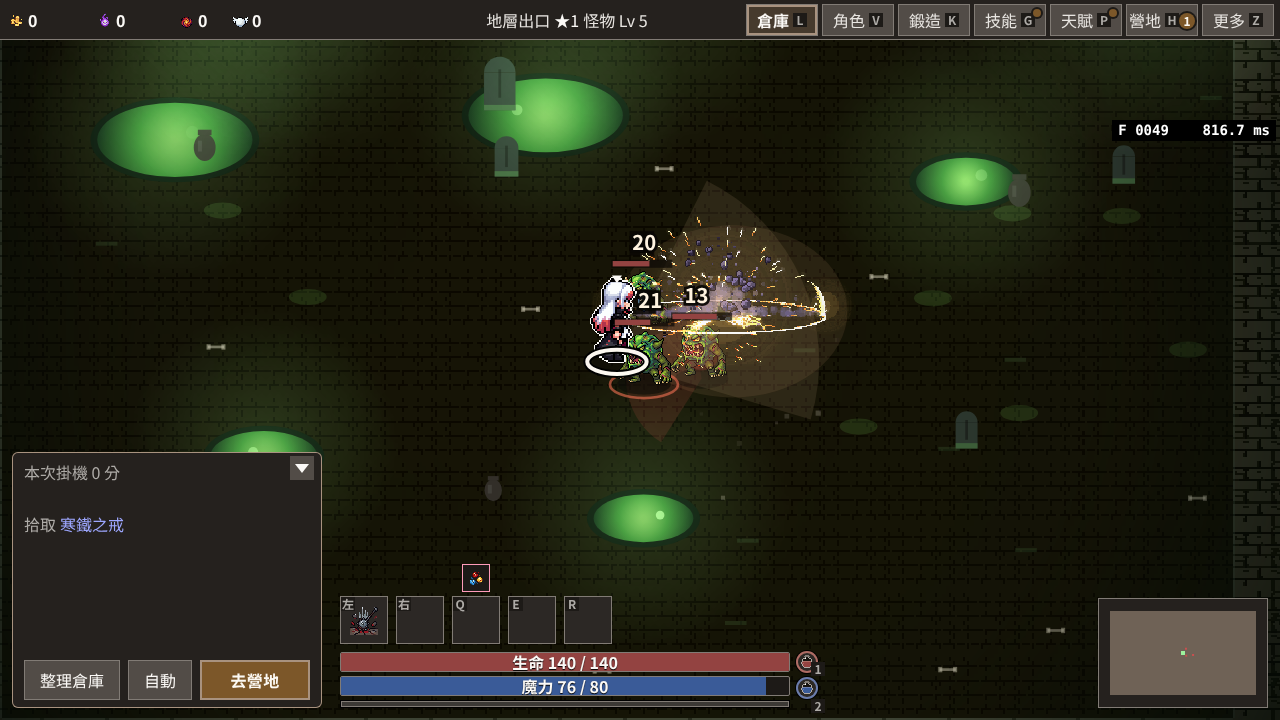 0 0 0 0 地層出口 ★1 怪物 Lv 5 倉庫 L 角色 V 鍛造 K 技能 G 天賦 P 營地 H 1 更多 Z
F 0049 816.7 ms
20
21 13
本次掛機 0 分
拾取 寒鐵之戒
左 右 Q E R
生命 140 / 140 1
魔力 76 / 80 2
整理倉庫 自動 去營地